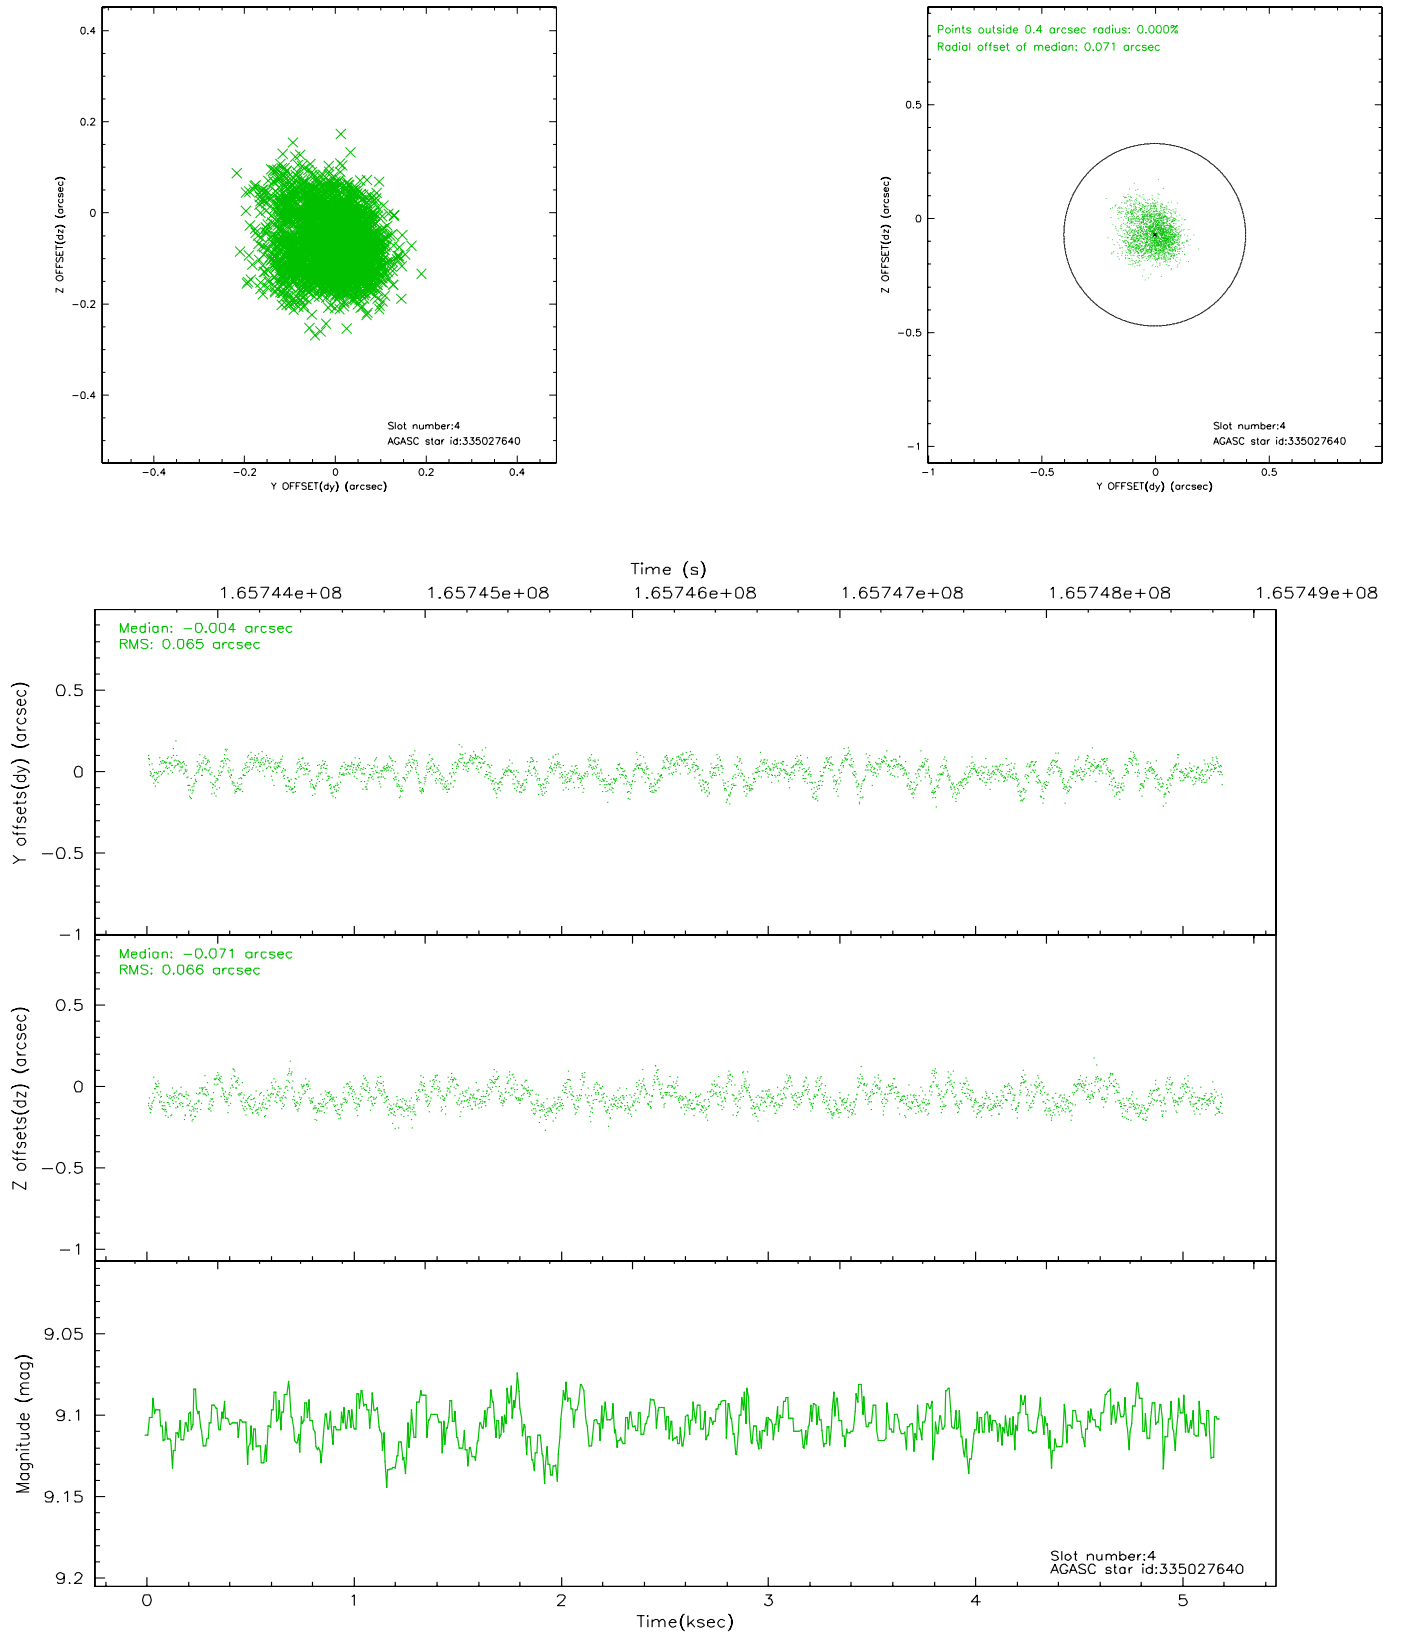 0.4
0.2
0
-0.2
-0.4
Z OFFSET(dz) (arcsec)
Slot number:4
AGASC star id:335027640
-0.4 -0.2 0 0.2 0.4
Y OFFSET(dy) (arcsec)
Points outside 0.4 arcsec radius: 0.000%
Radial offset of median: 0.071 arcsec
0.5
0
-0.5
-1
Z OFFSET(dz) (arcsec)
Slot number:4
AGASC star id:335027640
-1 -0.5 0 0.5
Y OFFSET(dy) (arcsec)
Time (s)
1.65744e+08 1.65745e+08 1.65746e+08 1.65747e+08 1.65748e+08 1.65749e+08
Median: -0.004 arcsec
RMS: 0.065 arcsec
0.5
0
-0.5
-1
Y offsets(dy) (arcsec)
Median: -0.071 arcsec
RMS: 0.066 arcsec
0.5
0
-0.5
-1
Z offsets(dz) (arcsec)
9.05
9.1
9.15
9.2
Magnitude (mag)
Slot number:4
AGASC star id:335027640
0 1 2 3 4 5
Time(ksec)